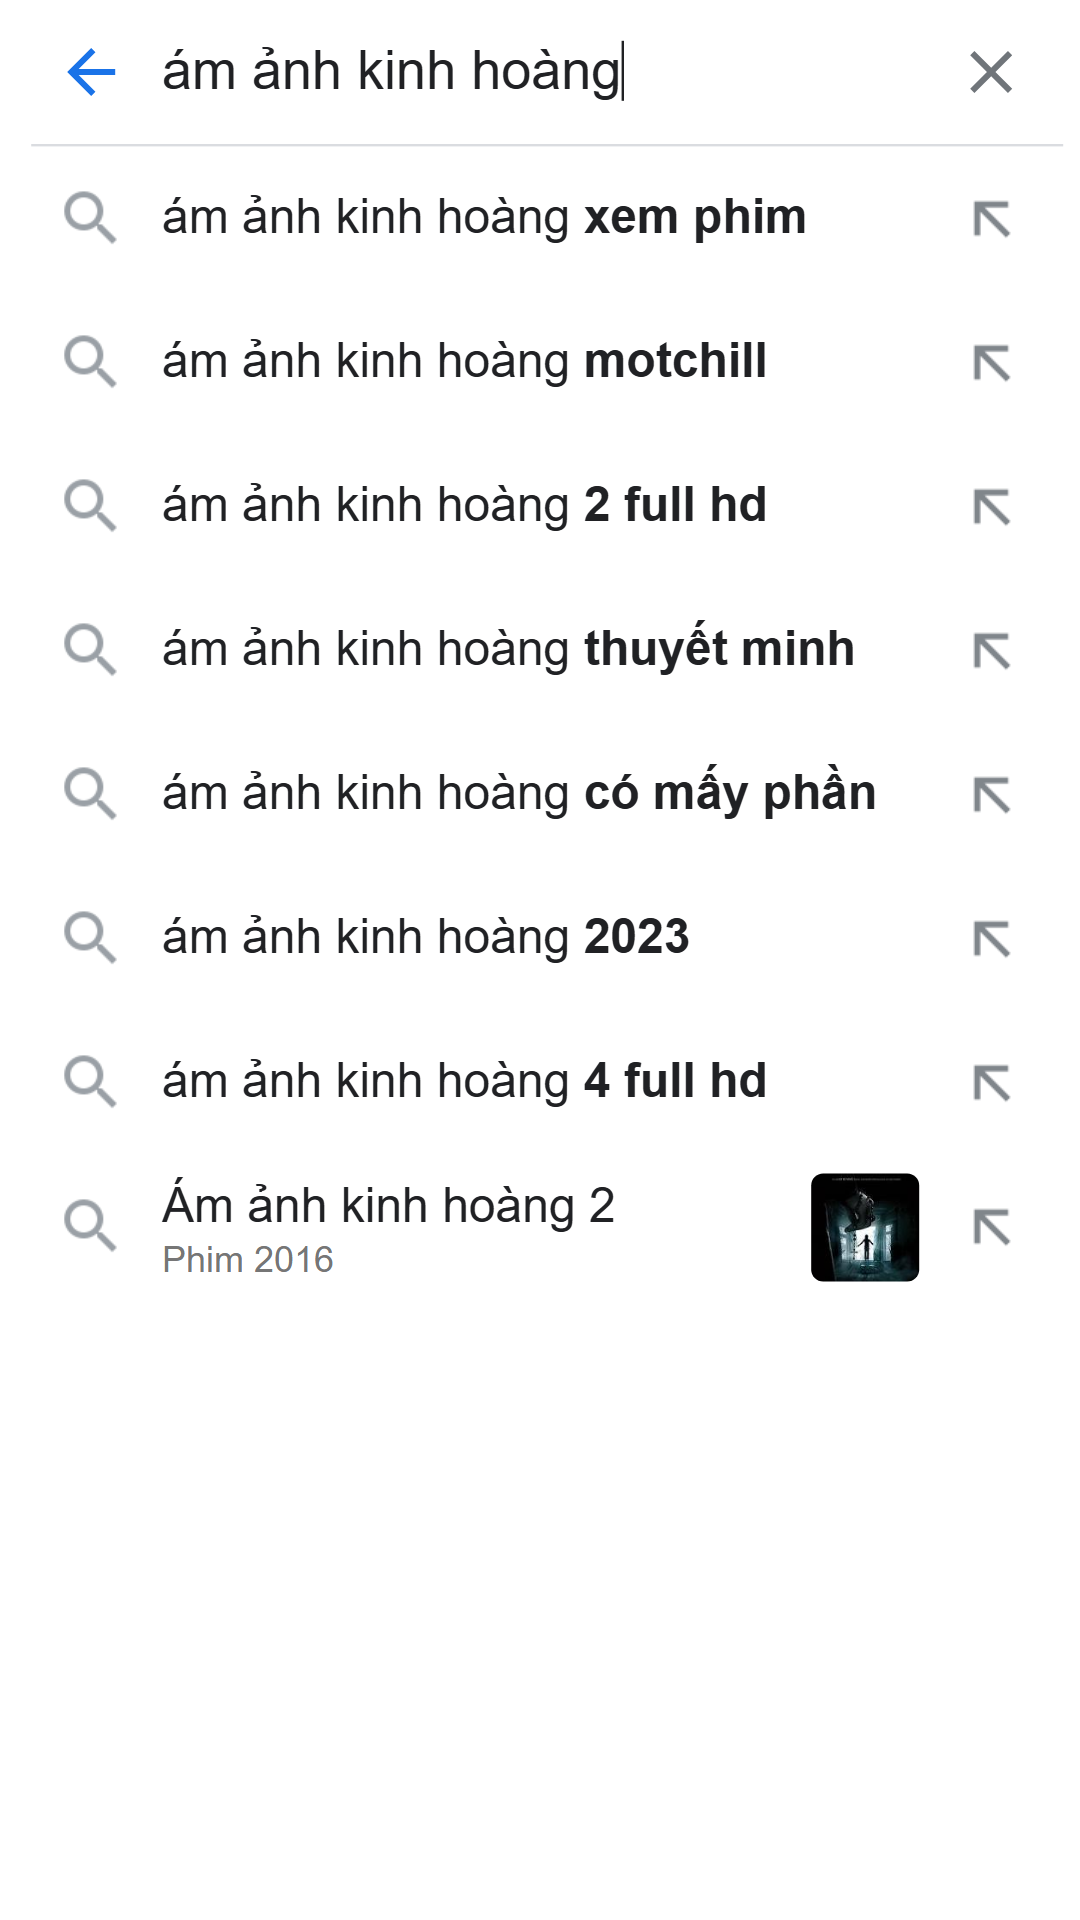 ám ảnh kinh hoàng
ám ảnh kinh hoàng xem phim
ám ảnh kinh hoàng motchill
ám ảnh kinh hoàng 2 full hd
ám ảnh kinh hoàng thuyết minh
ám ảnh kinh hoàng có mấy phần
ám ảnh kinh hoàng 2023
ám ảnh kinh hoàng 4 full hd
Ám ảnh kinh hoàng 2
Phim 2016